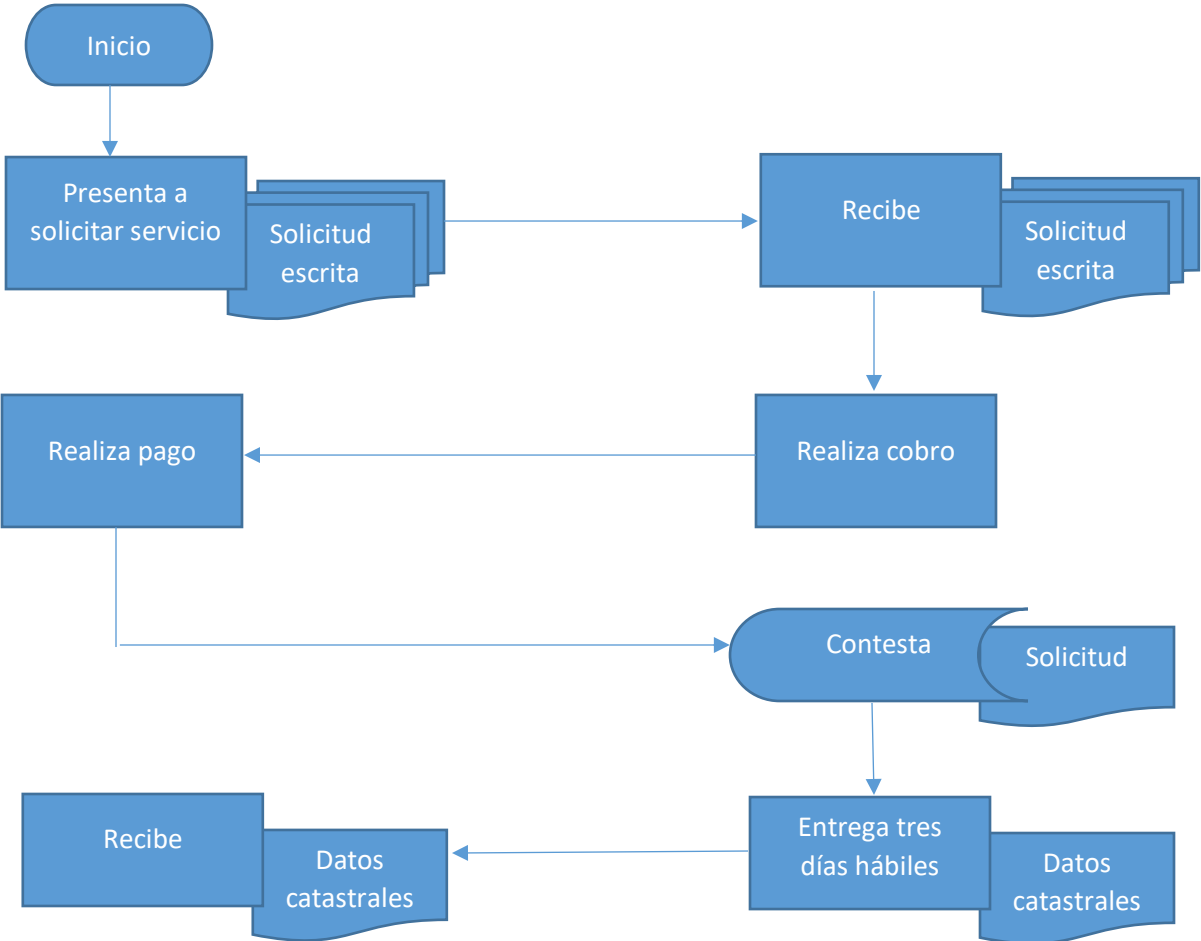 Inicio
Presenta a
solicitar servicio
Solicitud
escrita
Recibe
Solicitud
escrita
Realiza pago
Realiza cobro
Contesta
Solicitud
Recibe
Datos
catastrales
Entrega tres
días hábiles
Datos
catastrales